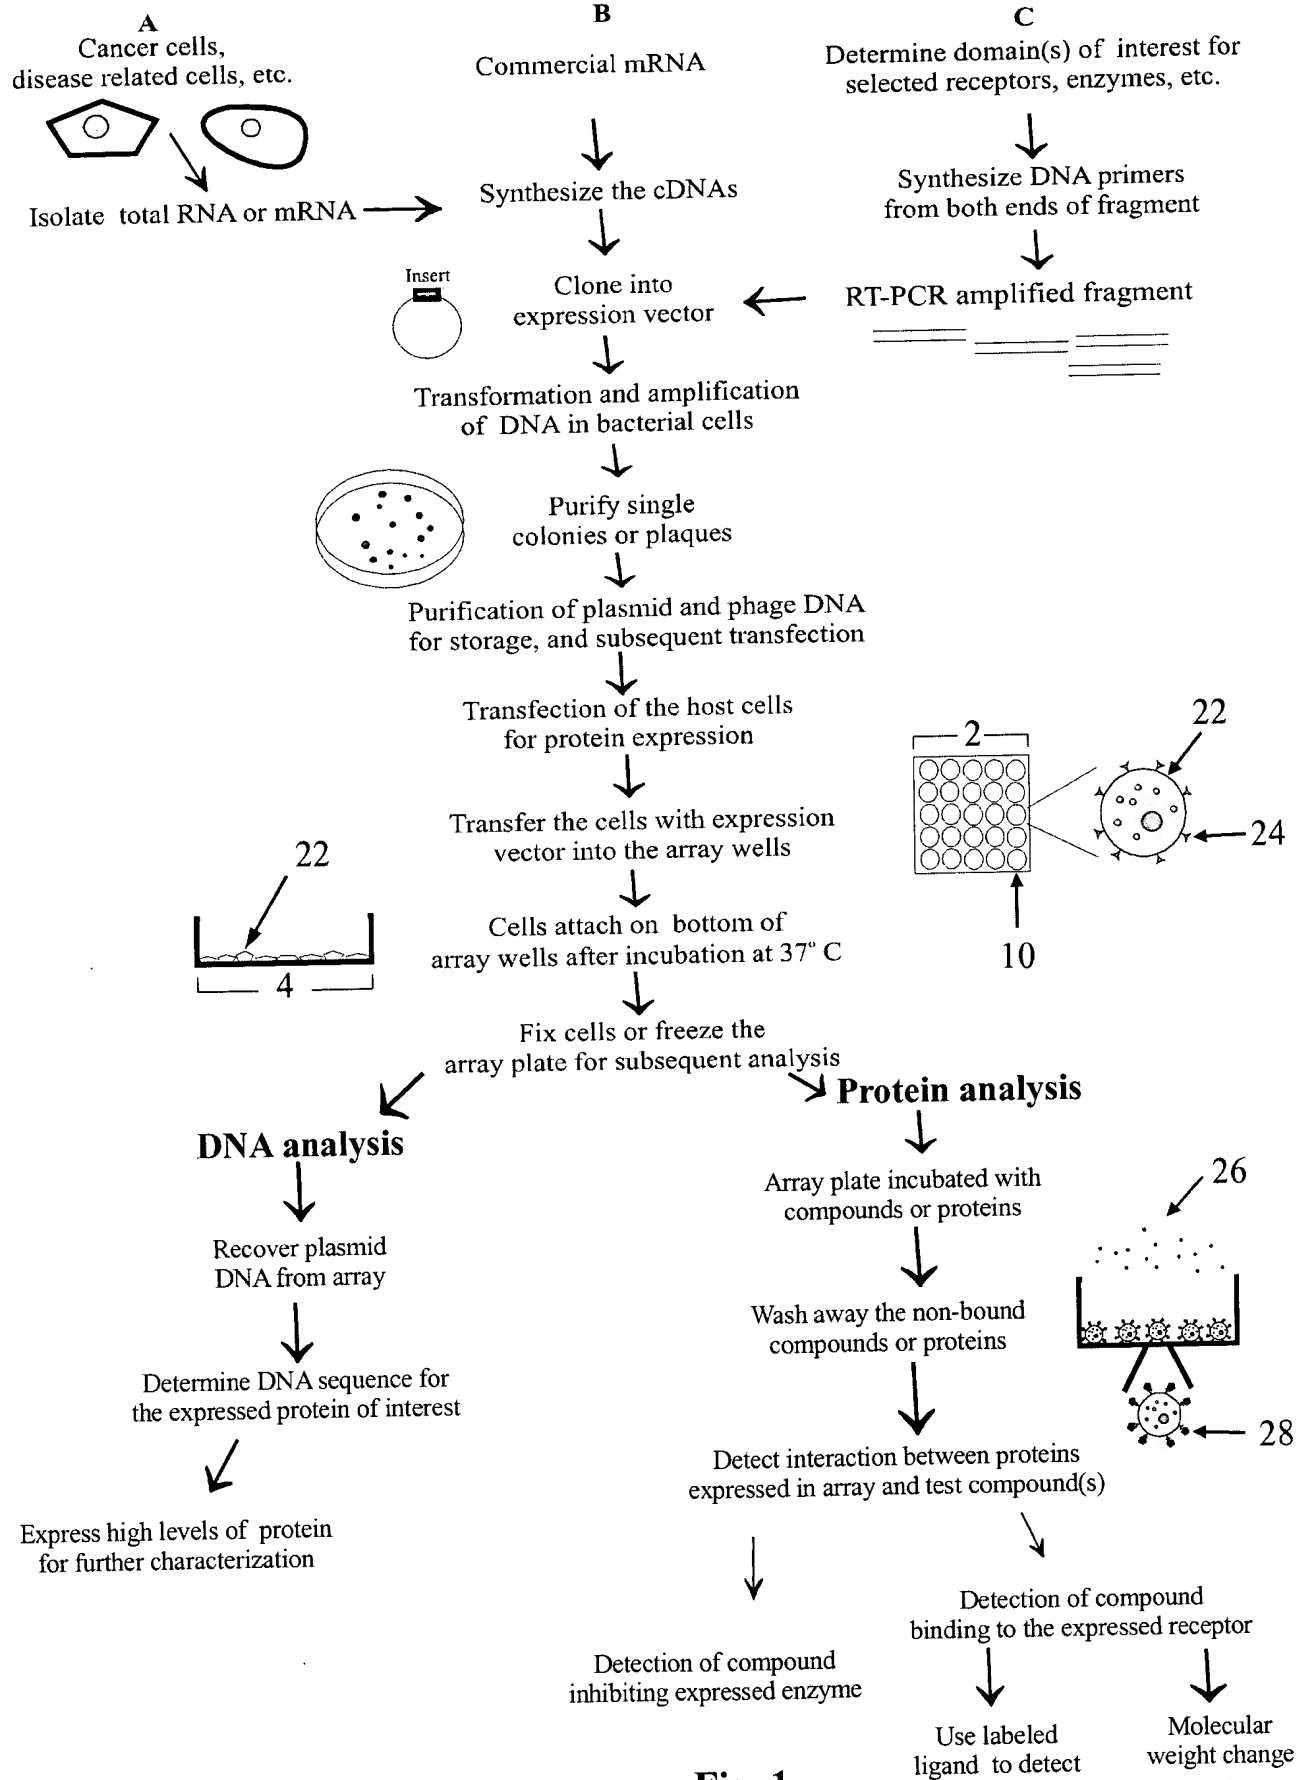 A
Cancer cells,
disease related cells, etc.
Isolate total RNA or mRNA
B
Commercial mRNA
Synthesize the cDNAs
C
Determine domain(s) of interest for
selected receptors, enzymes, etc.
Synthesize DNA primers
from both ends of fragment
RT-PCR amplified fragment
Insert
Clone into
expression vector
Transformation and amplification
of DNA in bacterial cells
Purify single
colonies or plaques
Purification of plasmid and phage DNA
for storage, and subsequent transfection
Transfection of the host cells
for protein expression
2
22
24
10
Transfer the cells with expression
vector into the array wells
22
4
Cells attach on bottom of
array wells after incubation at 37° C
Fix cells or freeze the
array plate for subsequent analysis
DNA analysis
Recover plasmid
DNA from array
Determine DNA sequence for
the expressed protein of interest
Express high levels of protein
for further characterization
Protein analysis
Array plate incubated with
compounds or proteins
26
Wash away the non-bound
compounds or proteins
28
Detect interaction between proteins
expressed in array and test compound(s)
Detection of compound
inhibiting expressed enzyme
Detection of compound
binding to the expressed receptor
Use labeled
ligand to detect
Molecular
weight change